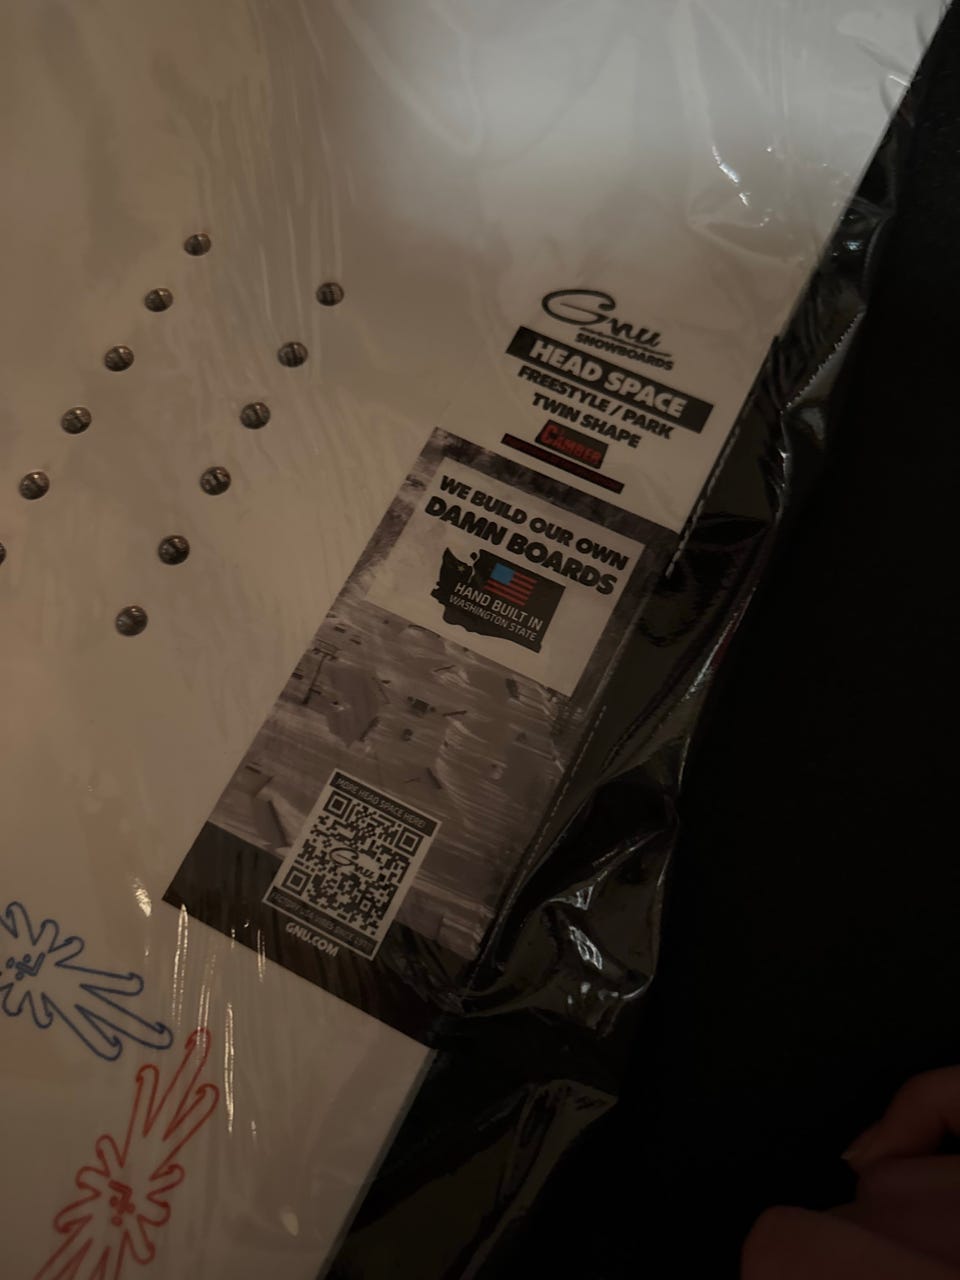 Gnu
SNOWBOARDS
HEAD SPACE
FREESTYLE / PARK
TWIN SHAPE
CAMBER
WE BUILD OUR OWN
DAMN BOARDS
HAND BUILT IN
WASHINGTON STATE
MORE HEAD SPACE HERE!
Gnu
GNU.COM